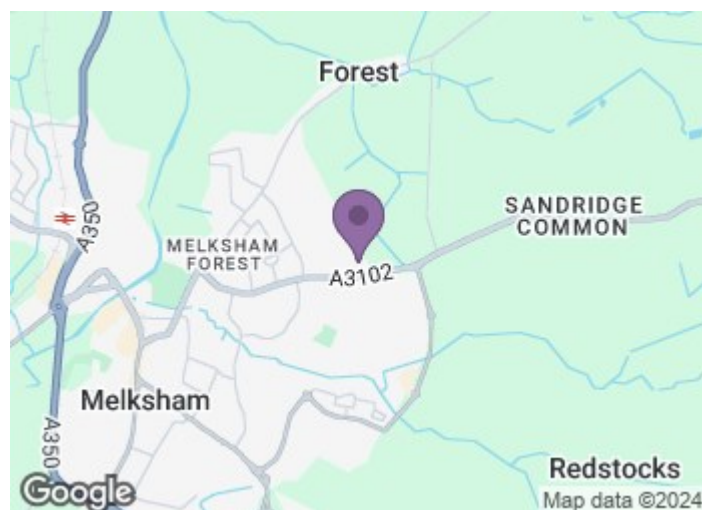 Forest
A350
SANDRIDGE
COMMON
MELKSHAM
FOREST
A3102
Melksham
A350
Redstocks
Google
Map data ©2024